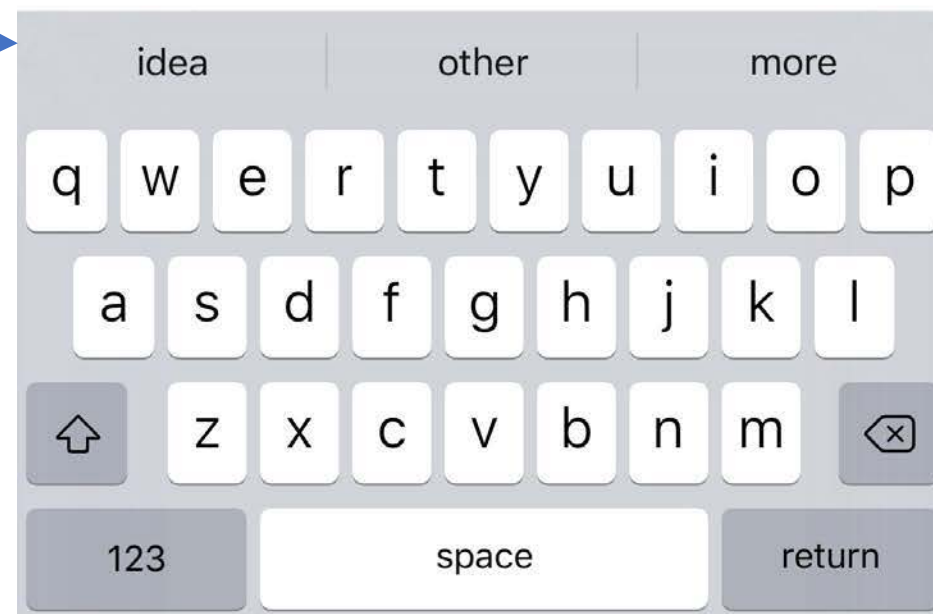 idea other more
q w e r t y u i o p
a s d f g h j k l
z x c v b n m
123 space return